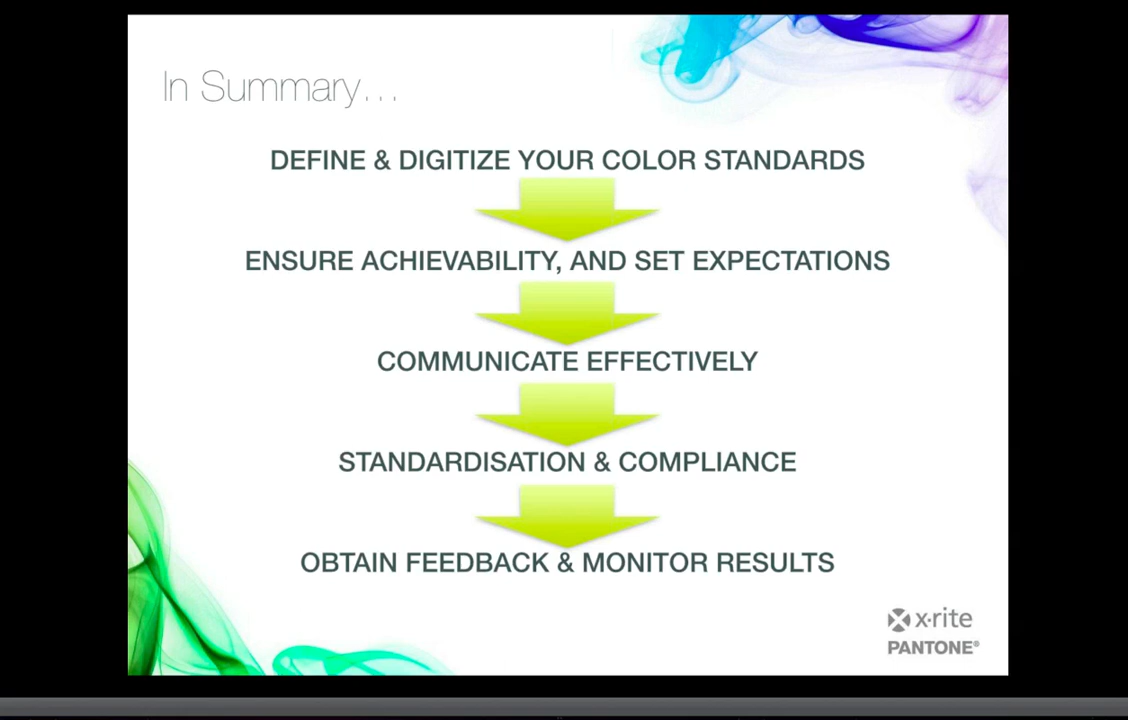 In Summary…
DEFINE & DIGITIZE YOUR COLOR STANDARDS
ENSURE ACHIEVABILITY, AND SET EXPECTATIONS
COMMUNICATE EFFECTIVELY
STANDARDISATION & COMPLIANCE
OBTAIN FEEDBACK & MONITOR RESULTS
x·rite
PANTONE®